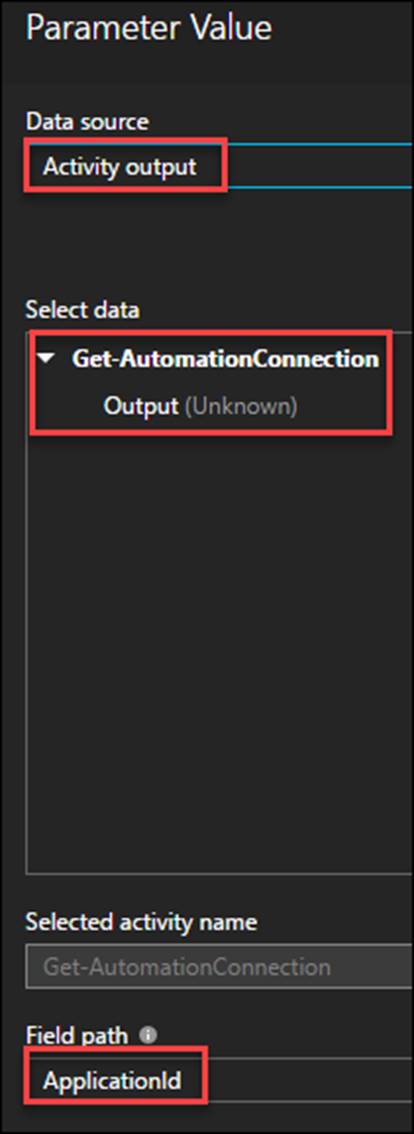 Parameter Value
Data source
Activity output
Select data
Get-AutomationConnection
Output (Unknown)
Selected activity name
Get-AutomationConnection
Field path
ApplicationId